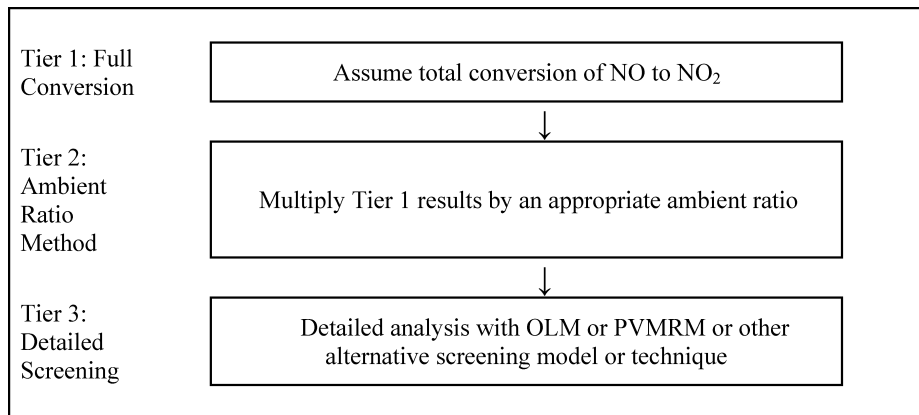 Tier 1: Full
Conversion
Assume total conversion of NO to NO₂
↓
Tier 2:
Ambient
Ratio
Method
Multiply Tier 1 results by an appropriate ambient ratio
↓
Tier 3:
Detailed
Screening
Detailed analysis with OLM or PVMRM or other
alternative screening model or technique